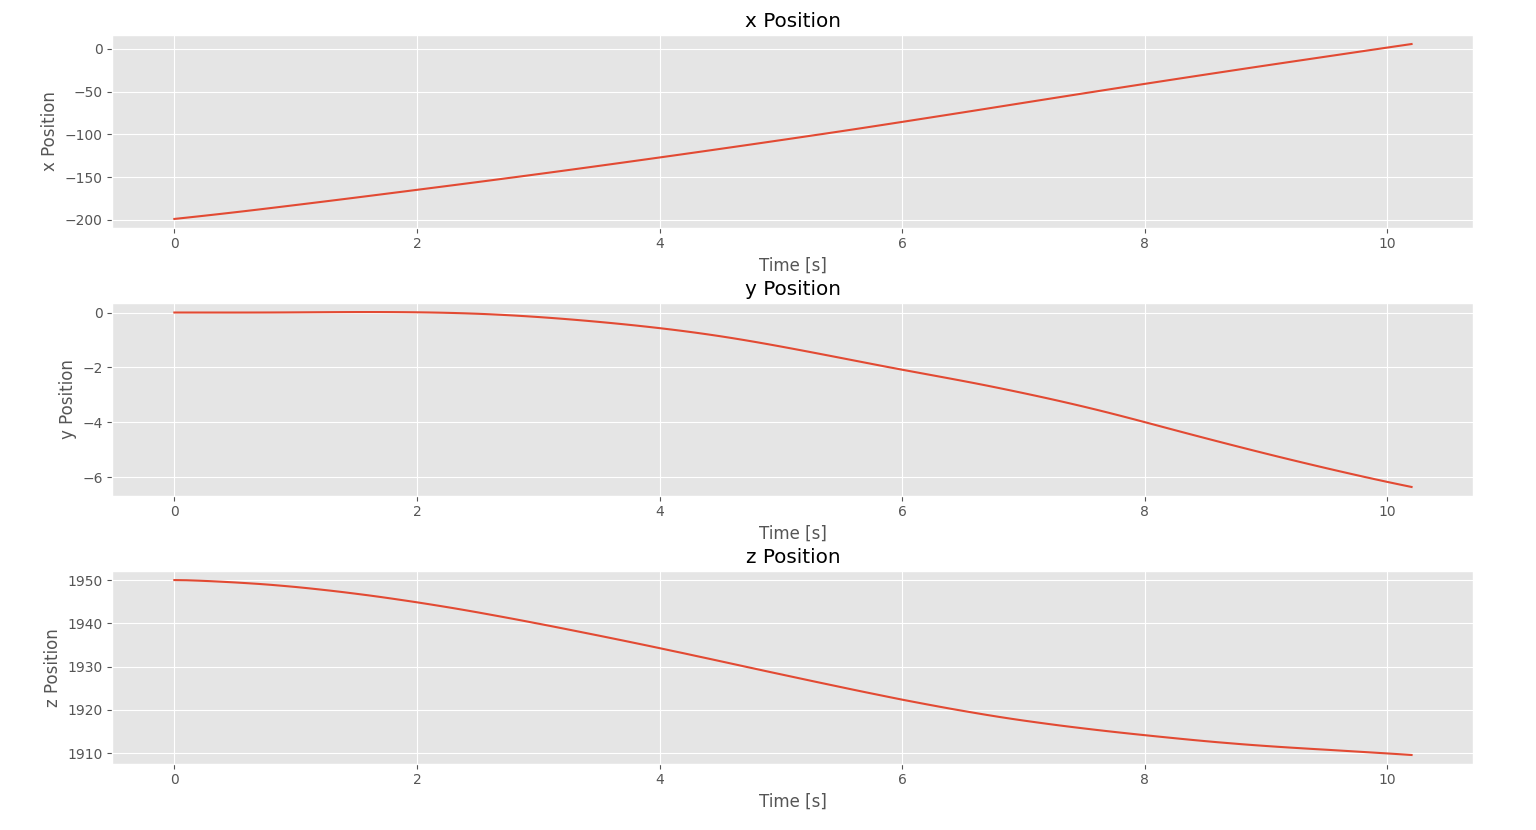 x Position
x Position
0
−50
−100
−150
−200
0 2 4 6 8 10
Time [s]
y Position
y Position
0
−2
−4
−6
0 2 4 6 8 10
Time [s]
z Position
z Position
1950
1940
1930
1920
1910
0 2 4 6 8 10
Time [s]